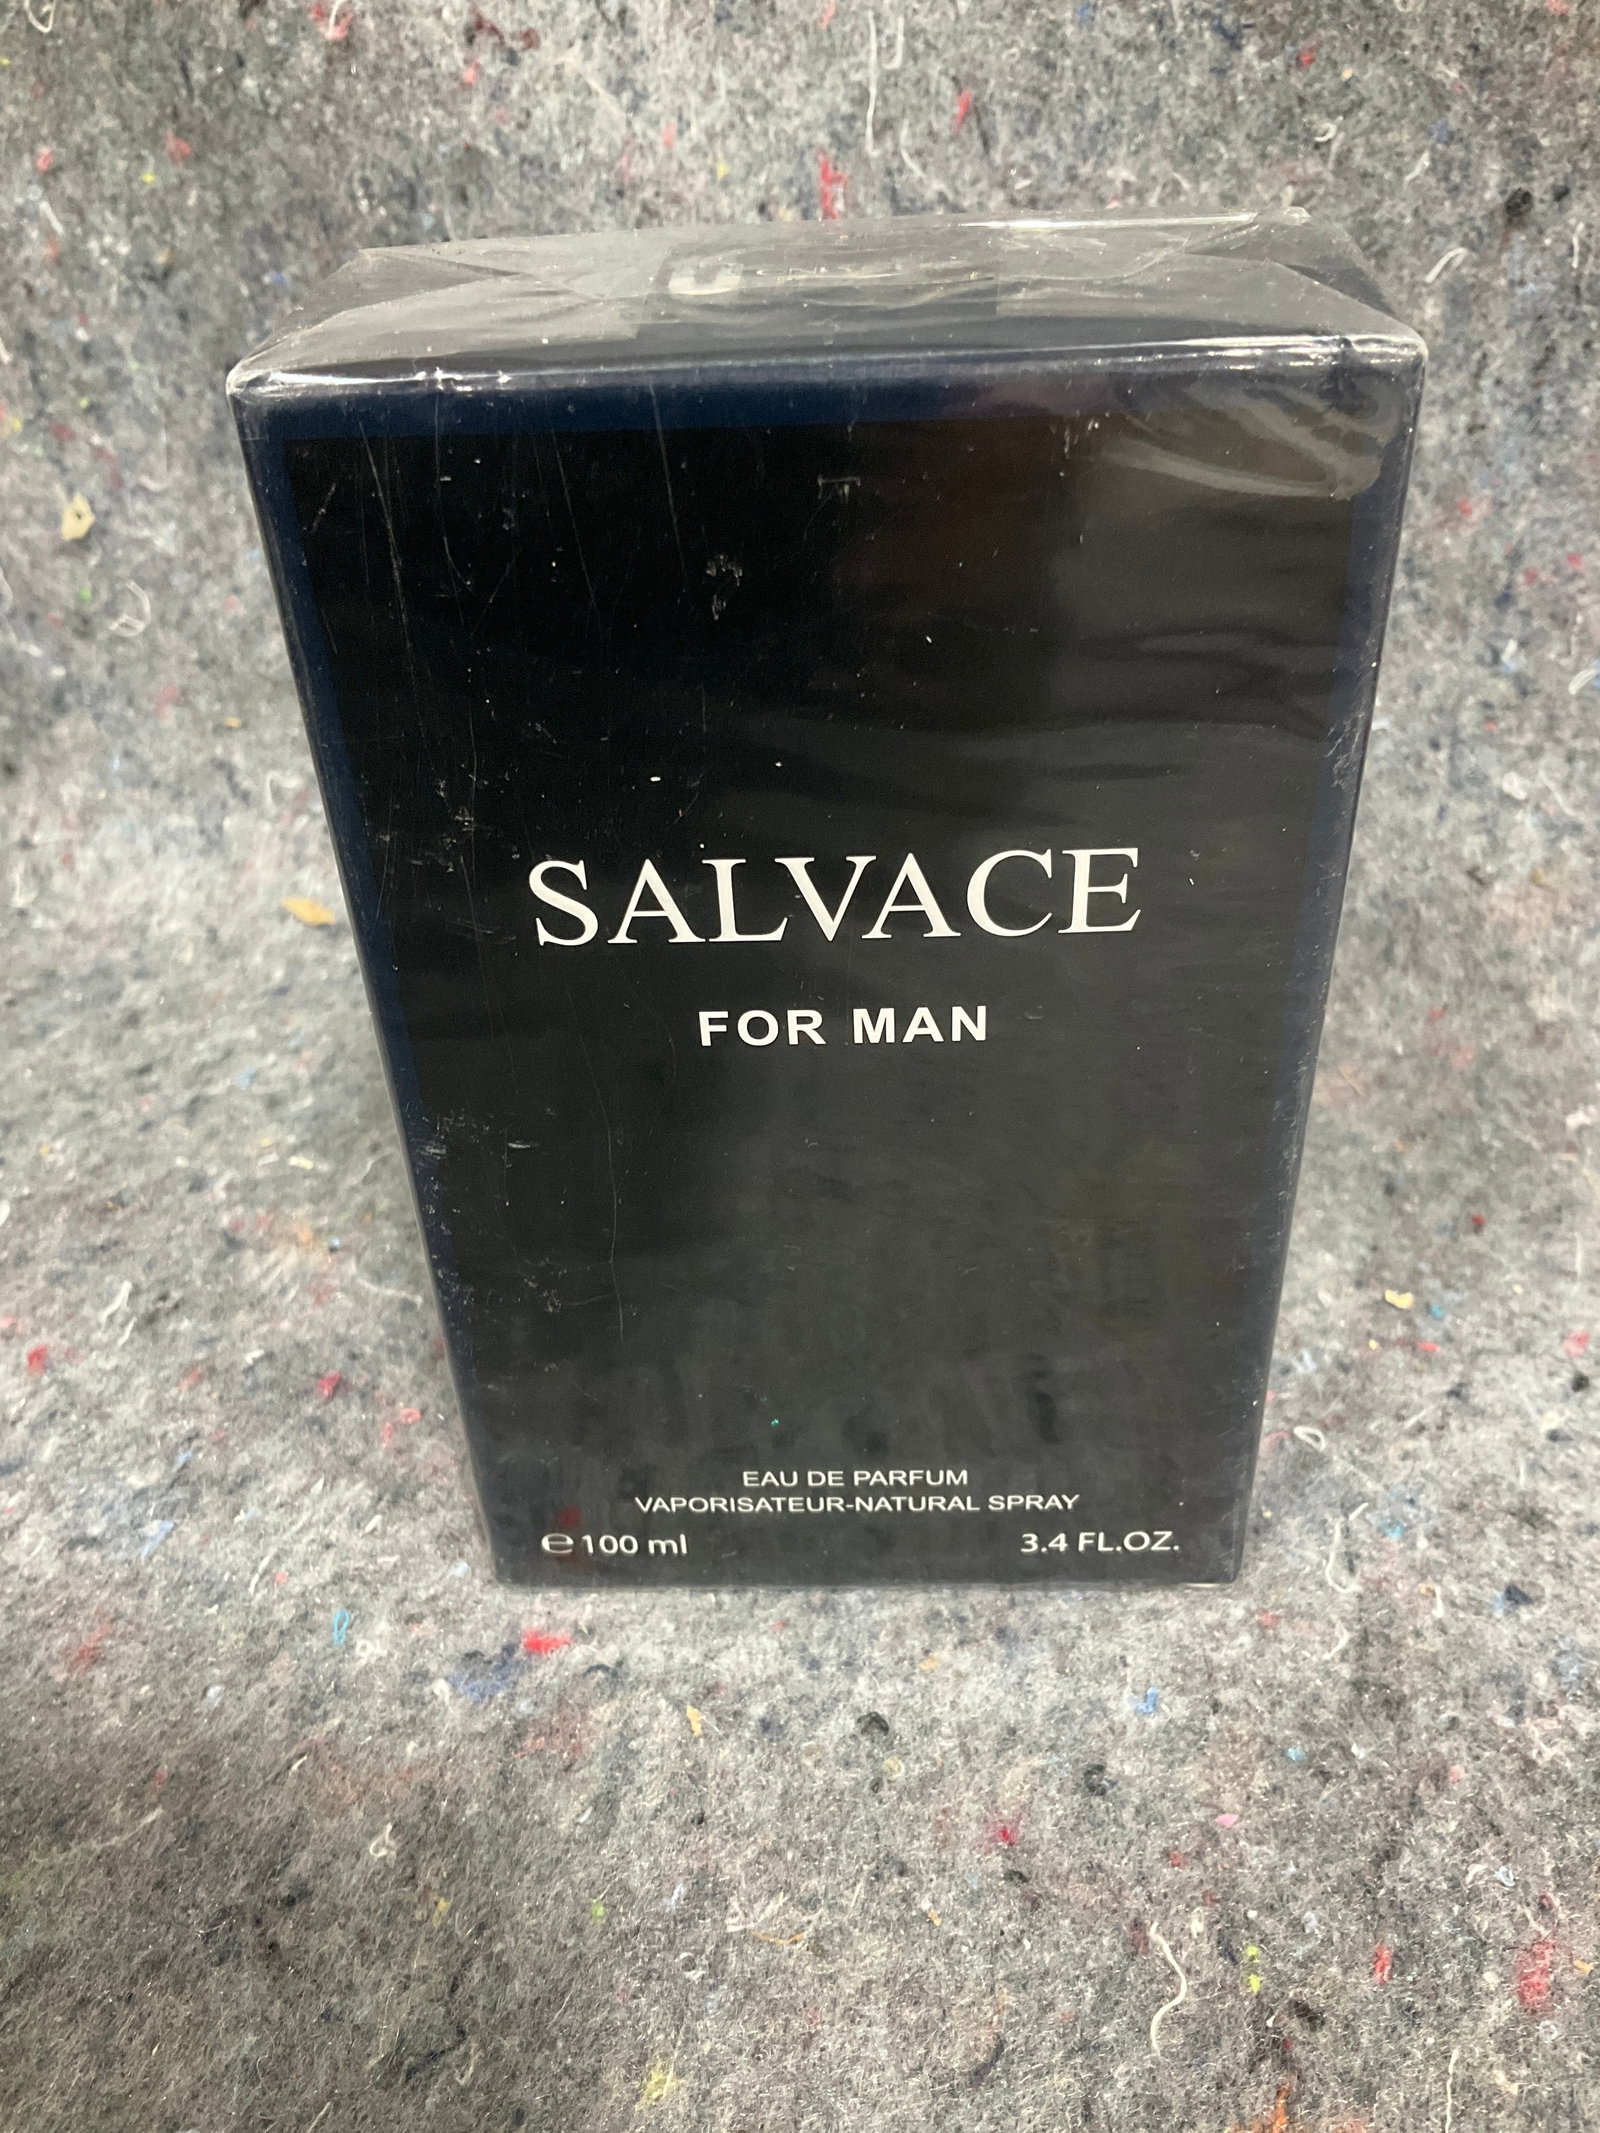 SALVACE
FOR MAN
EAU DE PARFUM
VAPORISATEUR-NATURAL SPRAY
℮ 100 ml 3.4 FL.OZ.